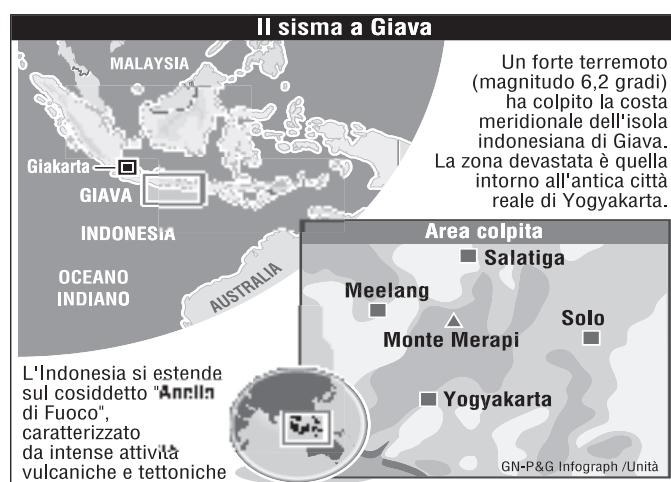 Il sisma a Giava
MALAYSIA
Giakarta
GIAVA
INDONESIA
OCEANO
INDIANO
AUSTRALIA
Un forte terremoto
(magnitudo 6,2 gradi)
ha colpito la costa
meridionale dell'isola
indonesiana di Giava.
La zona devastata è quella
intorno all'antica città
reale di Yogyakarta.
Area colpita
Salatiga
Meelang
Monte Merapi
Solo
Yogyakarta
GN-P&G Infograph /Unità
L'Indonesia si estende
sul cosiddetto "Anello
di Fuoco",
caratterizzato
da intense attività
vulcaniche e tettoniche